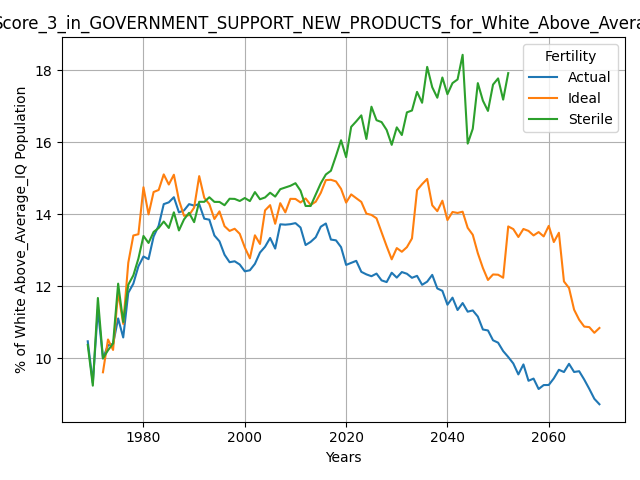 Score_3_in_GOVERNMENT_SUPPORT_NEW_PRODUCTS_for_White_Above_Avera
Fertility
Actual
Ideal
Sterile
% of White Above_Average_IQ Population
18
16
14
12
10
1980
2000
2020
2040
2060
Years